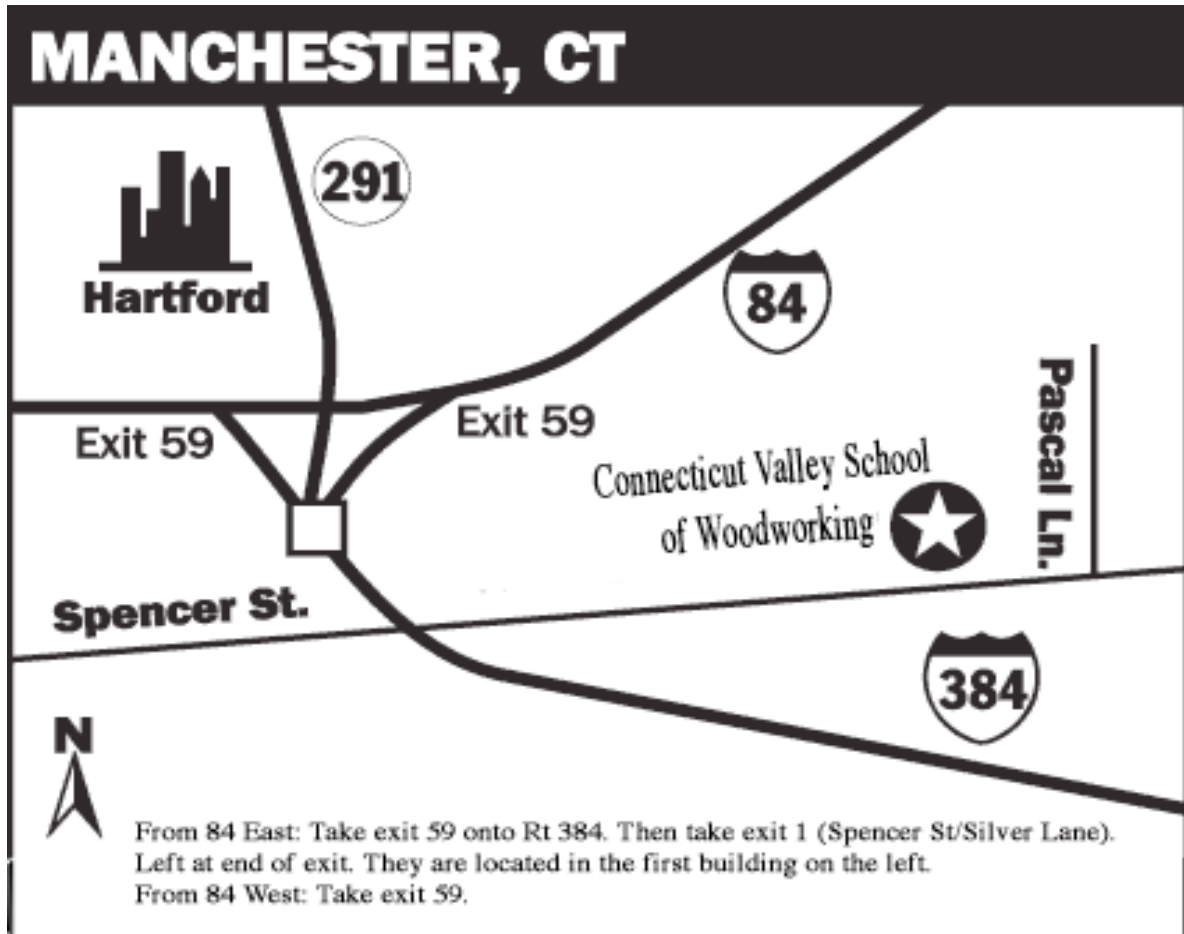 MANCHESTER, CT
291
Hartford
84
Exit 59
Exit 59
Pascal Ln.
Connecticut Valley School
of Woodworking
Spencer St.
384
N
From 84 East: Take exit 59 onto Rt 384. Then take exit 1 (Spencer St/Silver Lane).
Left at end of exit. They are located in the first building on the left.
From 84 West: Take exit 59.